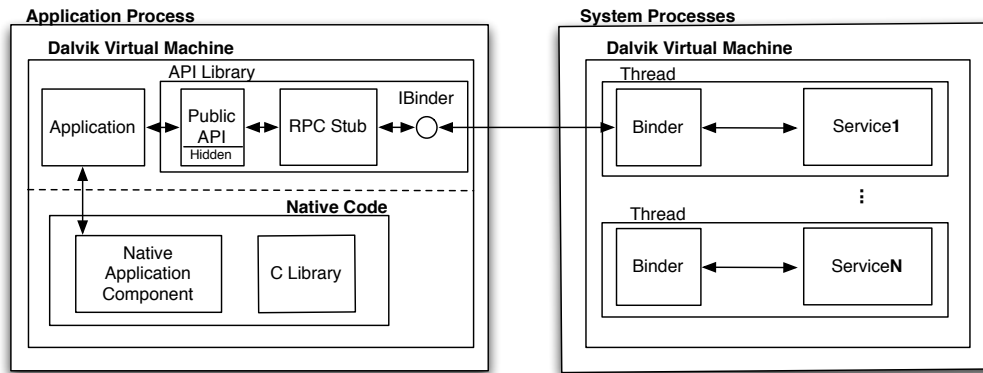 Application Process
Dalvik Virtual Machine
API Library
Application
Public
API
Hidden
RPC Stub
IBinder
Native Code
Native
Application
Component
C Library
System Processes
Dalvik Virtual Machine
Thread
Binder
Service1
...
Thread
Binder
ServiceN